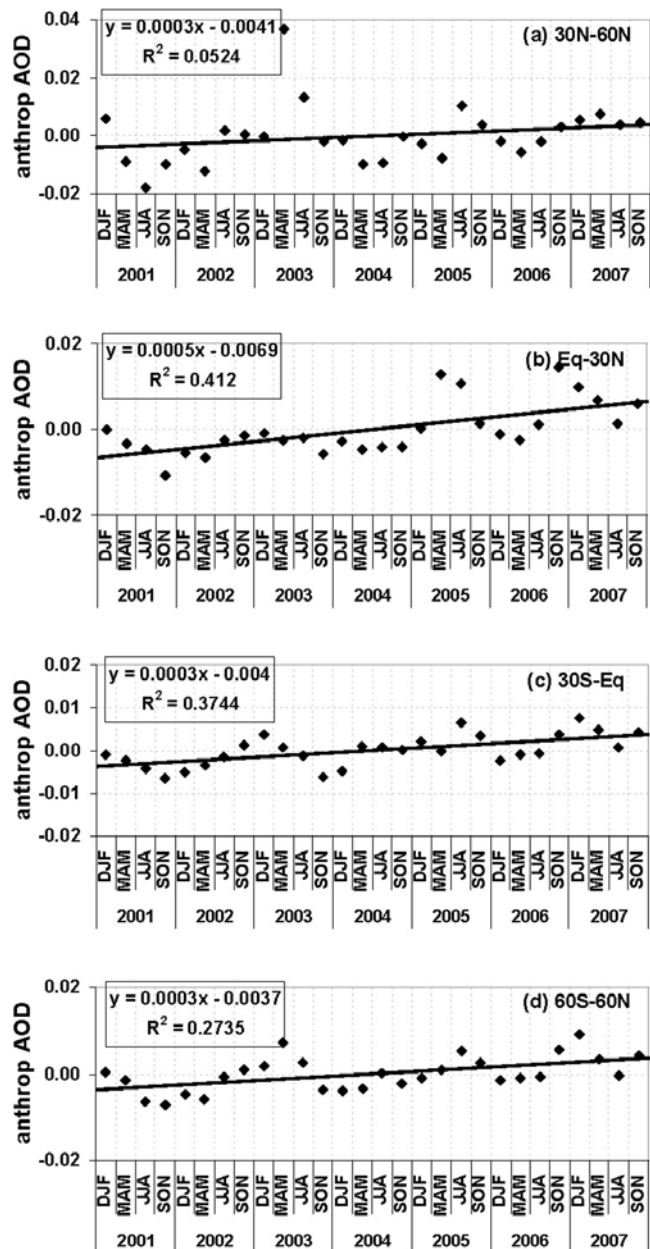 0.04
y = 0.0003x - 0.0041
R² = 0.0524
(a) 30N-60N
0.02
0.00
-0.02
anthrop AOD
DJF MAM JJA SON DJF MAM JJA SON DJF MAM JJA SON DJF MAM JJA SON DJF MAM JJA SON DJF MAM JJA SON DJF MAM JJA SON
2001 2002 2003 2004 2005 2006 2007
0.02
y = 0.0005x - 0.0069
R² = 0.412
(b) Eq-30N
0.00
-0.02
anthrop AOD
DJF MAM JJA SON DJF MAM JJA SON DJF MAM JJA SON DJF MAM JJA SON DJF MAM JJA SON DJF MAM JJA SON DJF MAM JJA SON
2001 2002 2003 2004 2005 2006 2007
0.02
y = 0.0003x - 0.004
R² = 0.3744
(c) 30S-Eq
0.01
0.00
-0.01
-0.02
anthrop AOD
DJF MAM JJA SON DJF MAM JJA SON DJF MAM JJA SON DJF MAM JJA SON DJF MAM JJA SON DJF MAM JJA SON DJF MAM JJA SON
2001 2002 2003 2004 2005 2006 2007
0.02
y = 0.0003x - 0.0037
R² = 0.2735
(d) 60S-60N
0.00
-0.02
anthrop AOD
DJF MAM JJA SON DJF MAM JJA SON DJF MAM JJA SON DJF MAM JJA SON DJF MAM JJA SON DJF MAM JJA SON DJF MAM JJA SON
2001 2002 2003 2004 2005 2006 2007